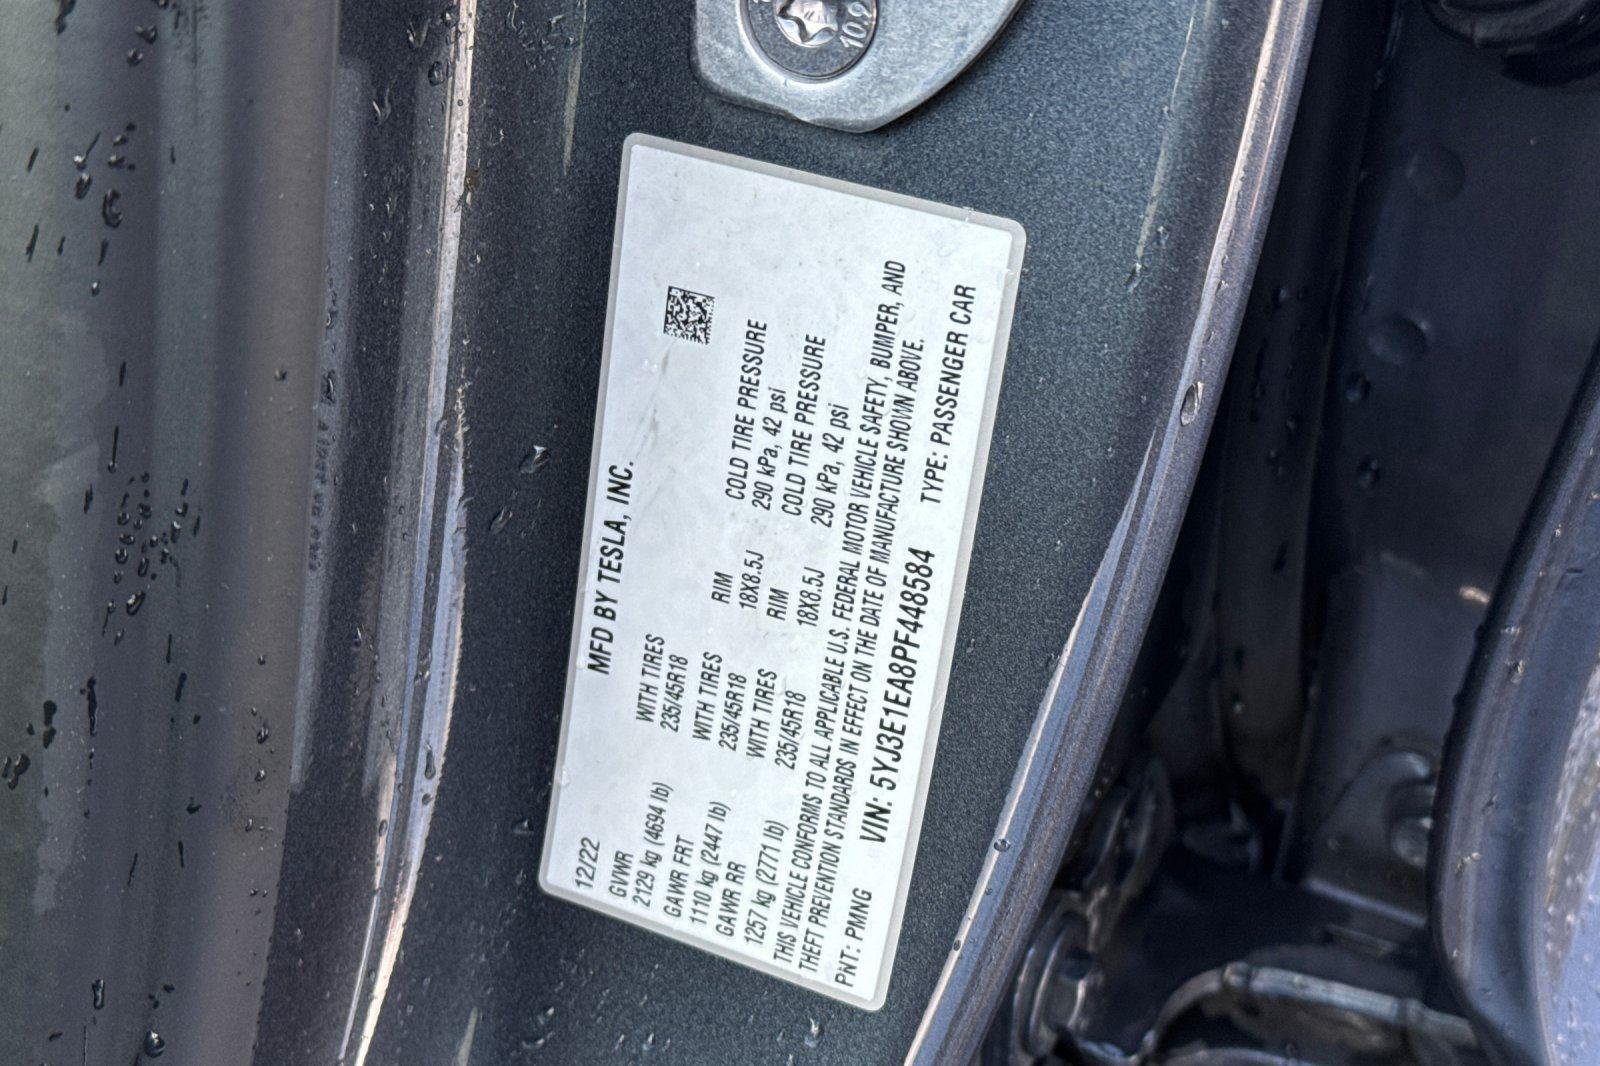 10.9
MFD BY TESLA, INC.
12/22
GVWR WITH TIRES
2129 kg (4694 lb) 235/45R18
GAWR FRT WITH TIRES RIM COLD TIRE PRESSURE
1110 kg (2447 lb) 235/45R18 18X8.5J 290 kPa, 42 psi
GAWR RR WITH TIRES RIM COLD TIRE PRESSURE
1257 kg (2771 lb) 235/45R18 18X8.5J 290 kPa, 42 psi
THIS VEHICLE CONFORMS TO ALL APPLICABLE U.S. FEDERAL MOTOR VEHICLE SAFETY, BUMPER, AND
THEFT PREVENTION STANDARDS IN EFFECT ON THE DATE OF MANUFACTURE SHOWN ABOVE.
PNT: PMNG VIN: 5YJ3E1EA8PF448584 TYPE: PASSENGER CAR